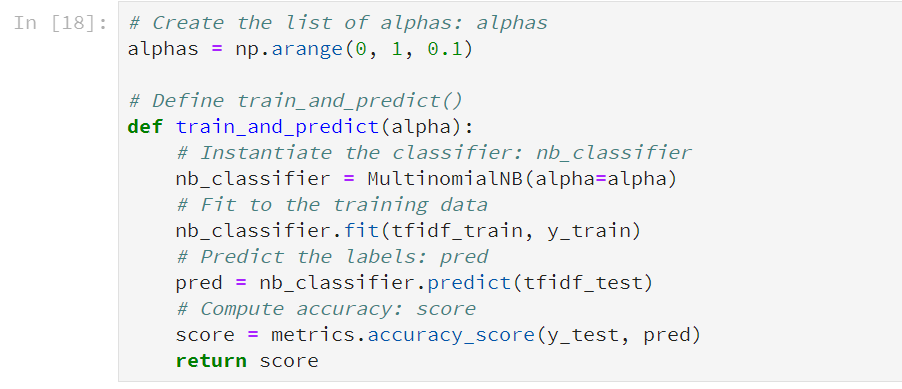 In [18]: # Create the list of alphas: alphas
alphas = np.arange(0, 1, 0.1)
# Define train_and_predict()
def train_and_predict(alpha):
    # Instantiate the classifier: nb_classifier
    nb_classifier = MultinomialNB(alpha=alpha)
    # Fit to the training data
    nb_classifier.fit(tfidf_train, y_train)
    # Predict the labels: pred
    pred = nb_classifier.predict(tfidf_test)
    # Compute accuracy: score
    score = metrics.accuracy_score(y_test, pred)
    return score